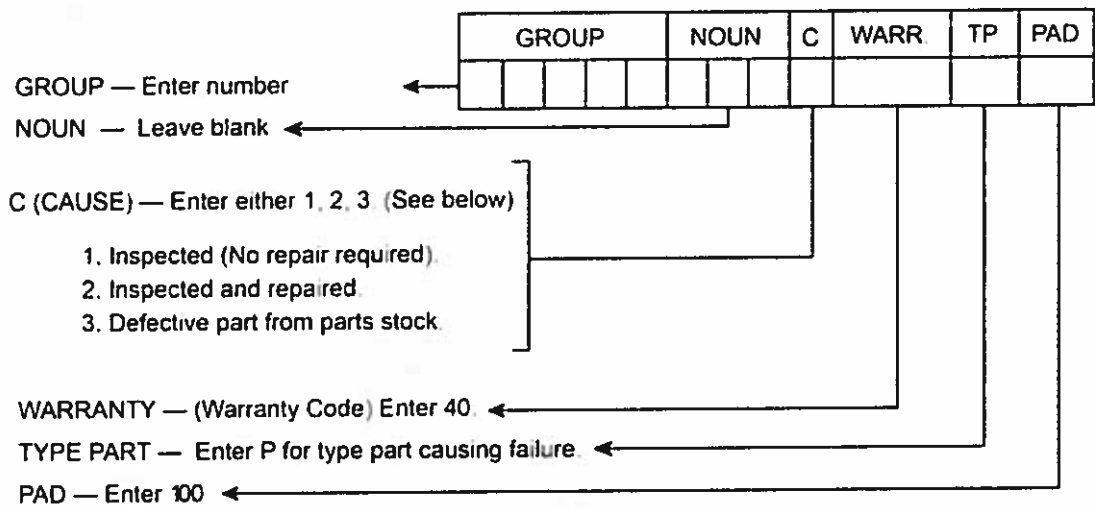 GROUP NOUN C WARR. TP PAD
GROUP — Enter number
NOUN — Leave blank
C (CAUSE) — Enter either 1, 2, 3. (See below)
1. Inspected (No repair required).
2. Inspected and repaired.
3. Defective part from parts stock.
WARRANTY — (Warranty Code) Enter 40.
TYPE PART — Enter P for type part causing failure.
PAD — Enter 100